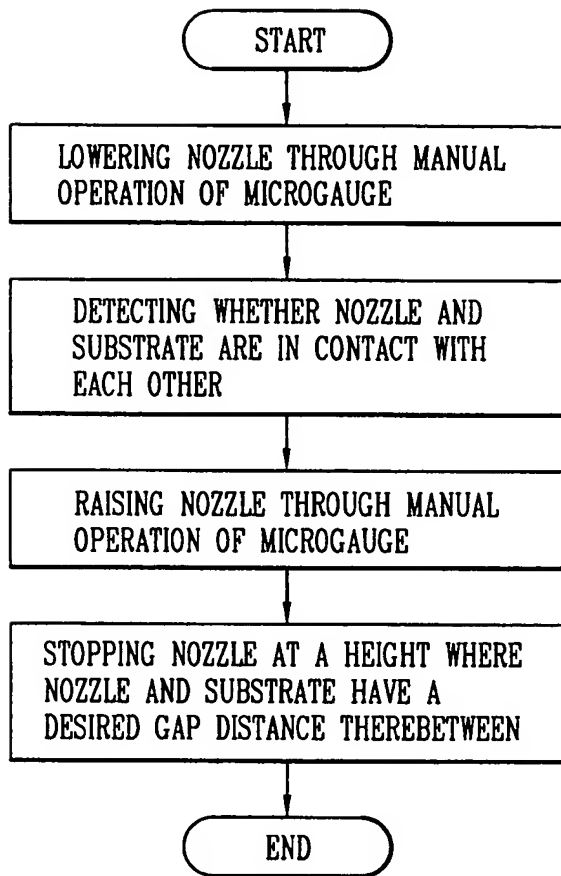 START
LOWERING NOZZLE THROUGH MANUAL
OPERATION OF MICROGAUGE
DETECTING WHETHER NOZZLE AND
SUBSTRATE ARE IN CONTACT WITH
EACH OTHER
RAISING NOZZLE THROUGH MANUAL
OPERATION OF MICROGAUGE
STOPPING NOZZLE AT A HEIGHT WHERE
NOZZLE AND SUBSTRATE HAVE A
DESIRED GAP DISTANCE THEREBETWEEN
END